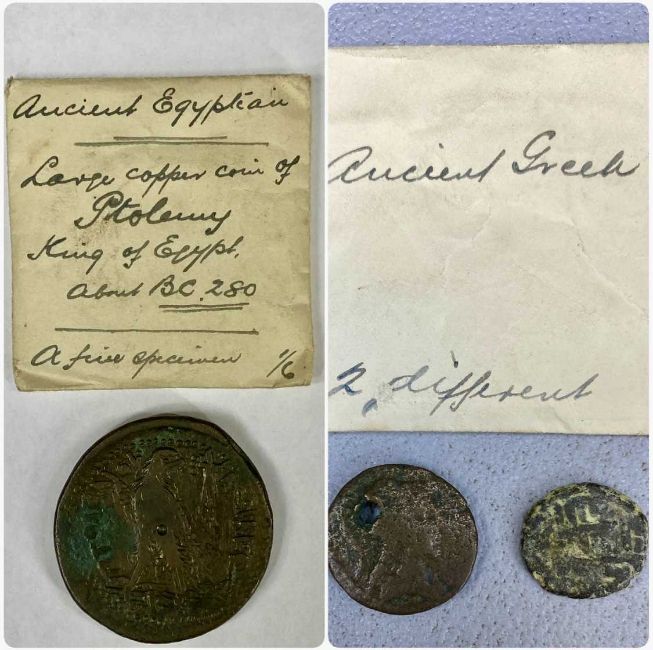 Ancient Egyptian
Large copper coin of
Ptolemy
King of Egypt.
About BC. 280
A fine specimen 1/6
Ancient Greek
2 different